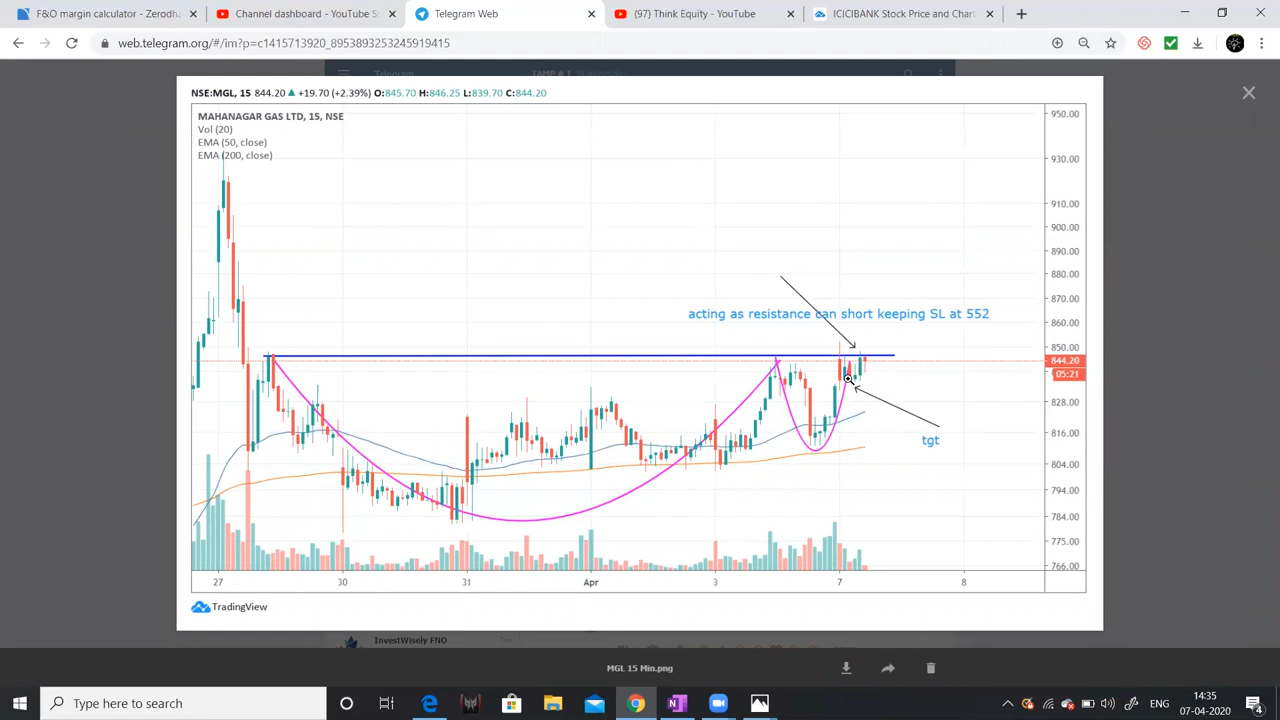 F&O margin calculator - Zerodha
Channel dashboard - YouTube S
Telegram Web
(97) Think Equity - YouTube
ICICIBANK Stock Price and Chart
web.telegram.org/#/im?p=c1415713920_8953893253245919415
Telegram
NSE:MGL, 15 844.20 ▲ +19.70 (+2.39%) O:845.70 H:846.25 L:839.70 C:844.20
MAHANAGAR GAS LTD, 15, NSE
Vol (20)
EMA (50, close)
EMA (200, close)
950.00
930.00
910.00
900.00
890.00
880.00
870.00
860.00
850.00
844.20
05:21
828.00
816.00
804.00
794.00
784.00
775.00
766.00
acting as resistance can short keeping SL at 552
tgt
27 30 31 Apr 3 7 8
TradingView
InvestWisely FNO
MGL 15 Min.png
Type here to search
ENG
14:35
07-04-2020
4